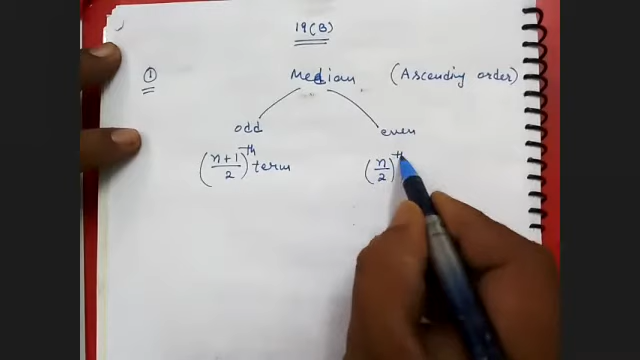 19(B)
① Median (Ascending order)
odd even
(n+1/2)^th term (n/2)^th